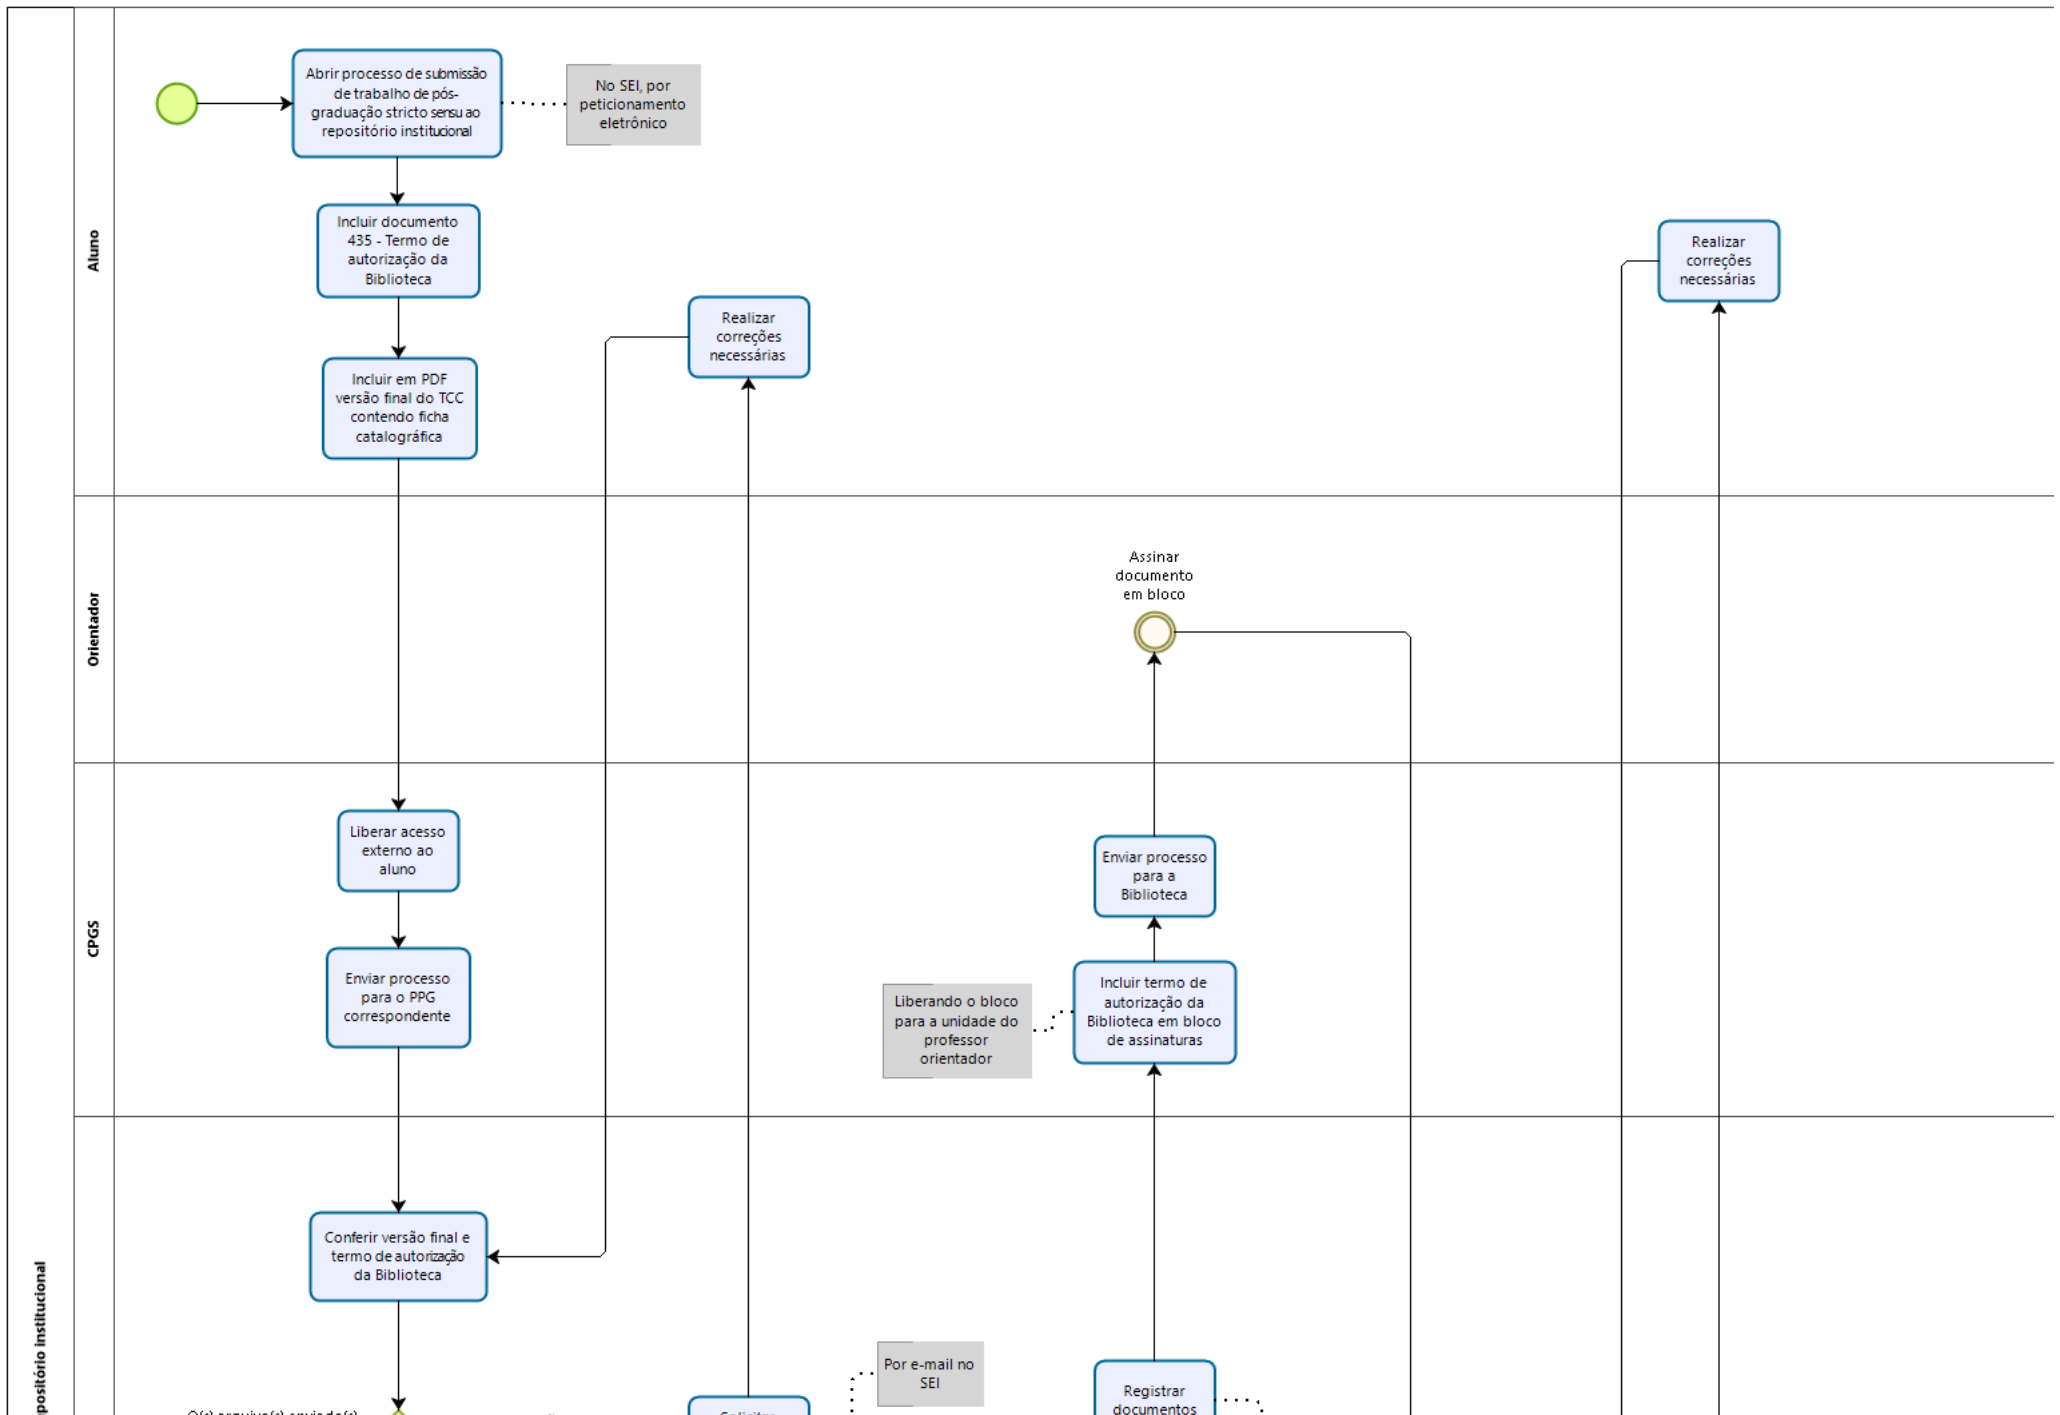 Abrir processo de submissão
de trabalho de pós-
graduação stricto sensu ao
repositório institucional
No SEI, por
peticionamento
eletrônico
Aluno
Incluir documento
435 - Termo de
autorização da
Biblioteca
Realizar
correções
necessárias
Realizar
correções
necessárias
Incluir em PDF
versão final do TCC
contendo ficha
catalográfica
Orientador
Assinar
documento
em bloco
CPGS
Liberar acesso
externo ao
aluno
Enviar processo
para a
Biblioteca
Enviar processo
para o PPG
correspondente
Liberando o bloco
para a unidade do
professor
orientador
Incluir termo de
autorização da
Biblioteca em bloco
de assinaturas
Conferir versão final e
termo de autorização
da Biblioteca
institucional
Por e-mail no
SEI
Registrar
documentos